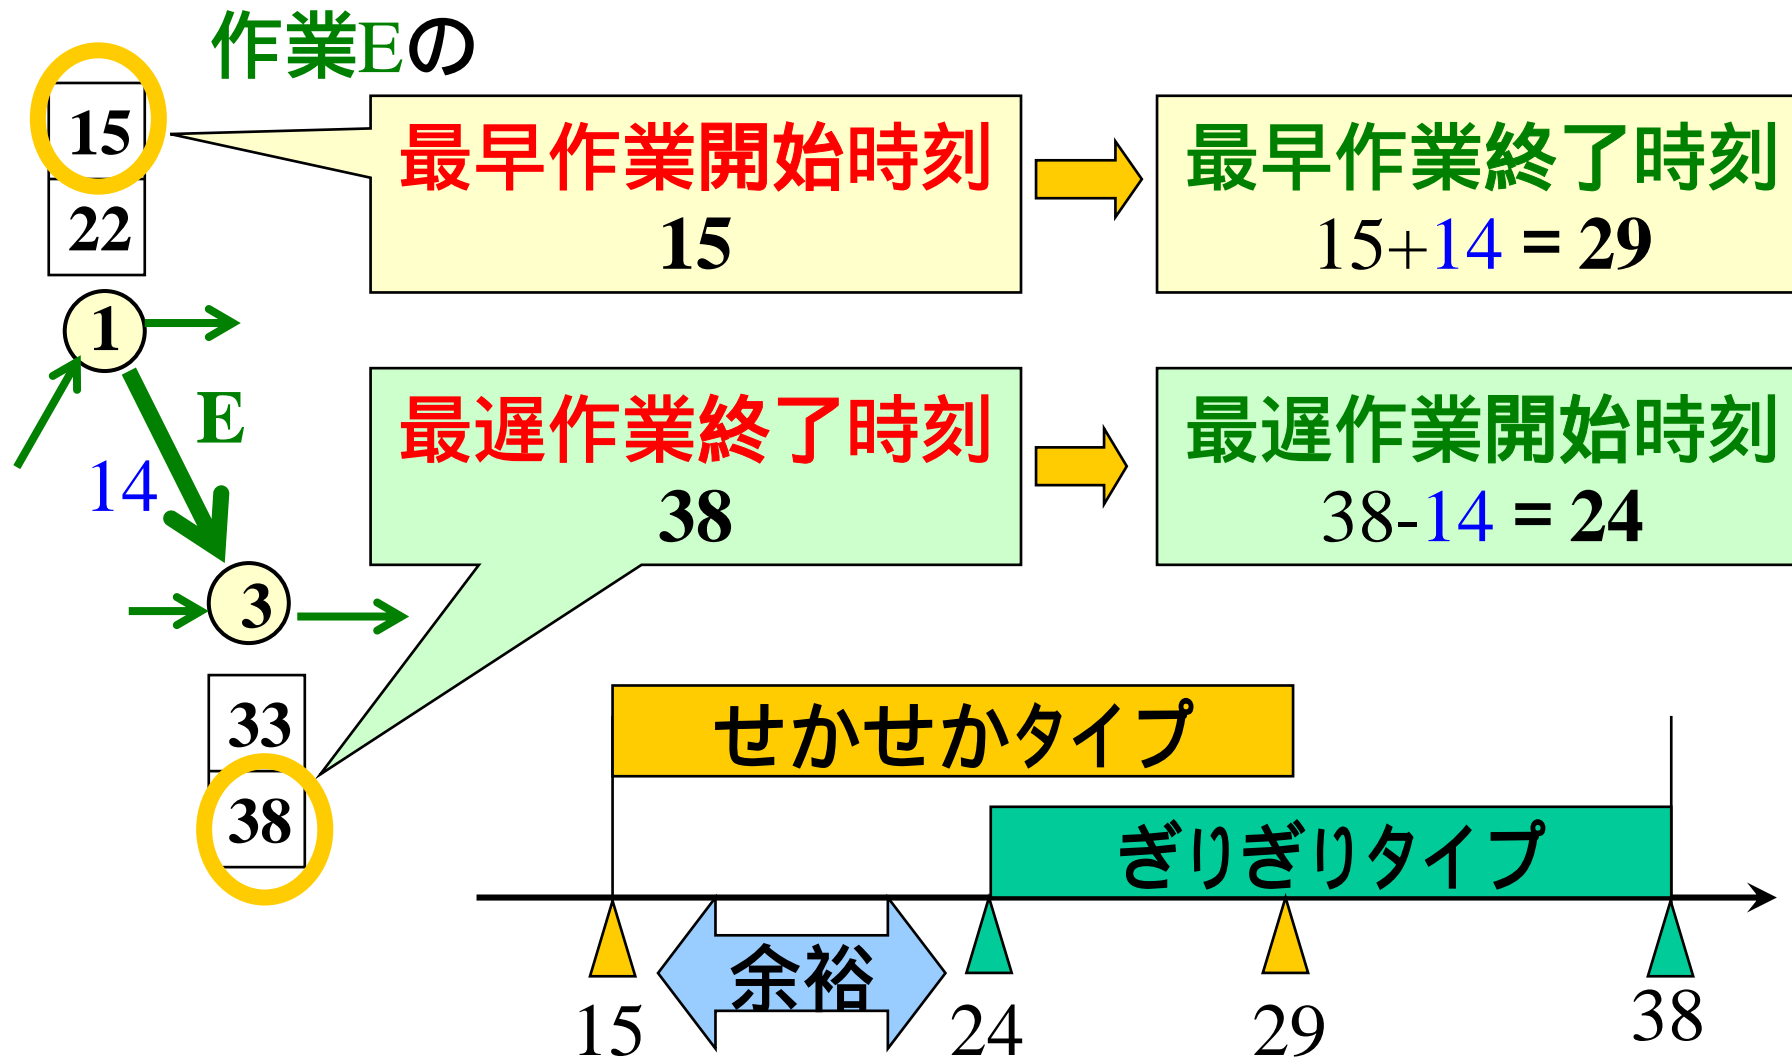 作業Eの
15
22
最早作業開始時刻
15
最早作業終了時刻
15+14 = 29
1
E
14
最遅作業終了時刻
38
最遅作業開始時刻
38-14 = 24
3
33
38
せかせかタイプ
ぎりぎりタイプ
余裕
15
24
29
38